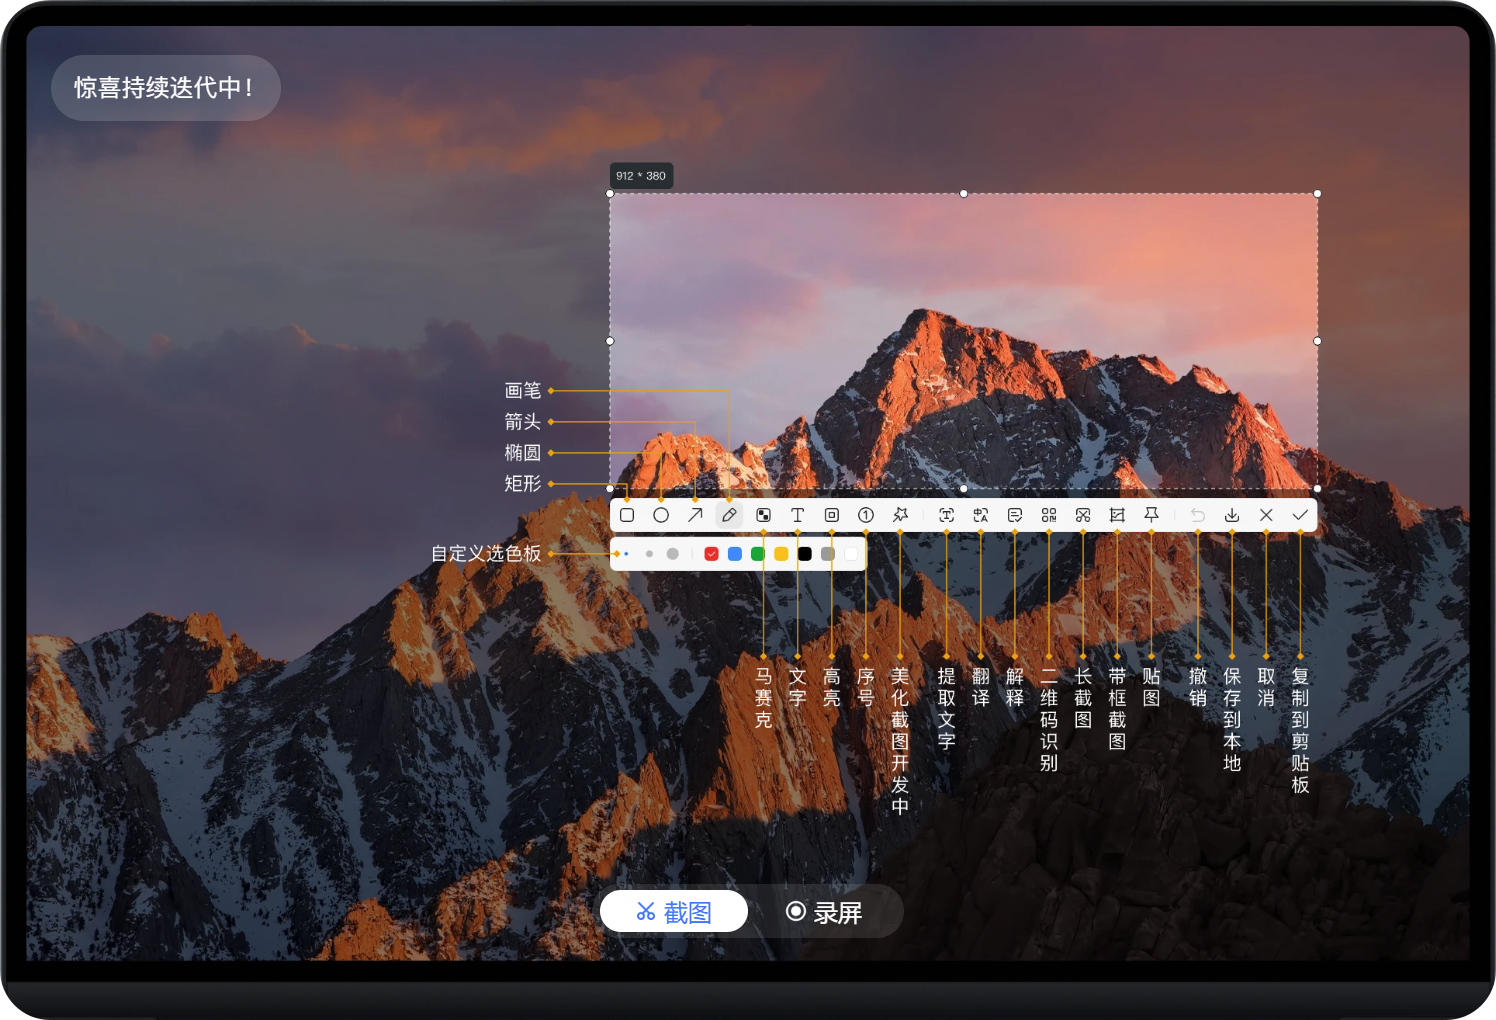 惊喜持续迭代中！
912 * 380
画笔
箭头
椭圆
矩形
自定义选色板
马赛克
文字
高亮
序号
美化截图开发中
提取文字
翻译
解释
二维码识别
长截图
带框截图
贴图
撤销
保存到本地
取消
复制到剪贴板
截图
录屏